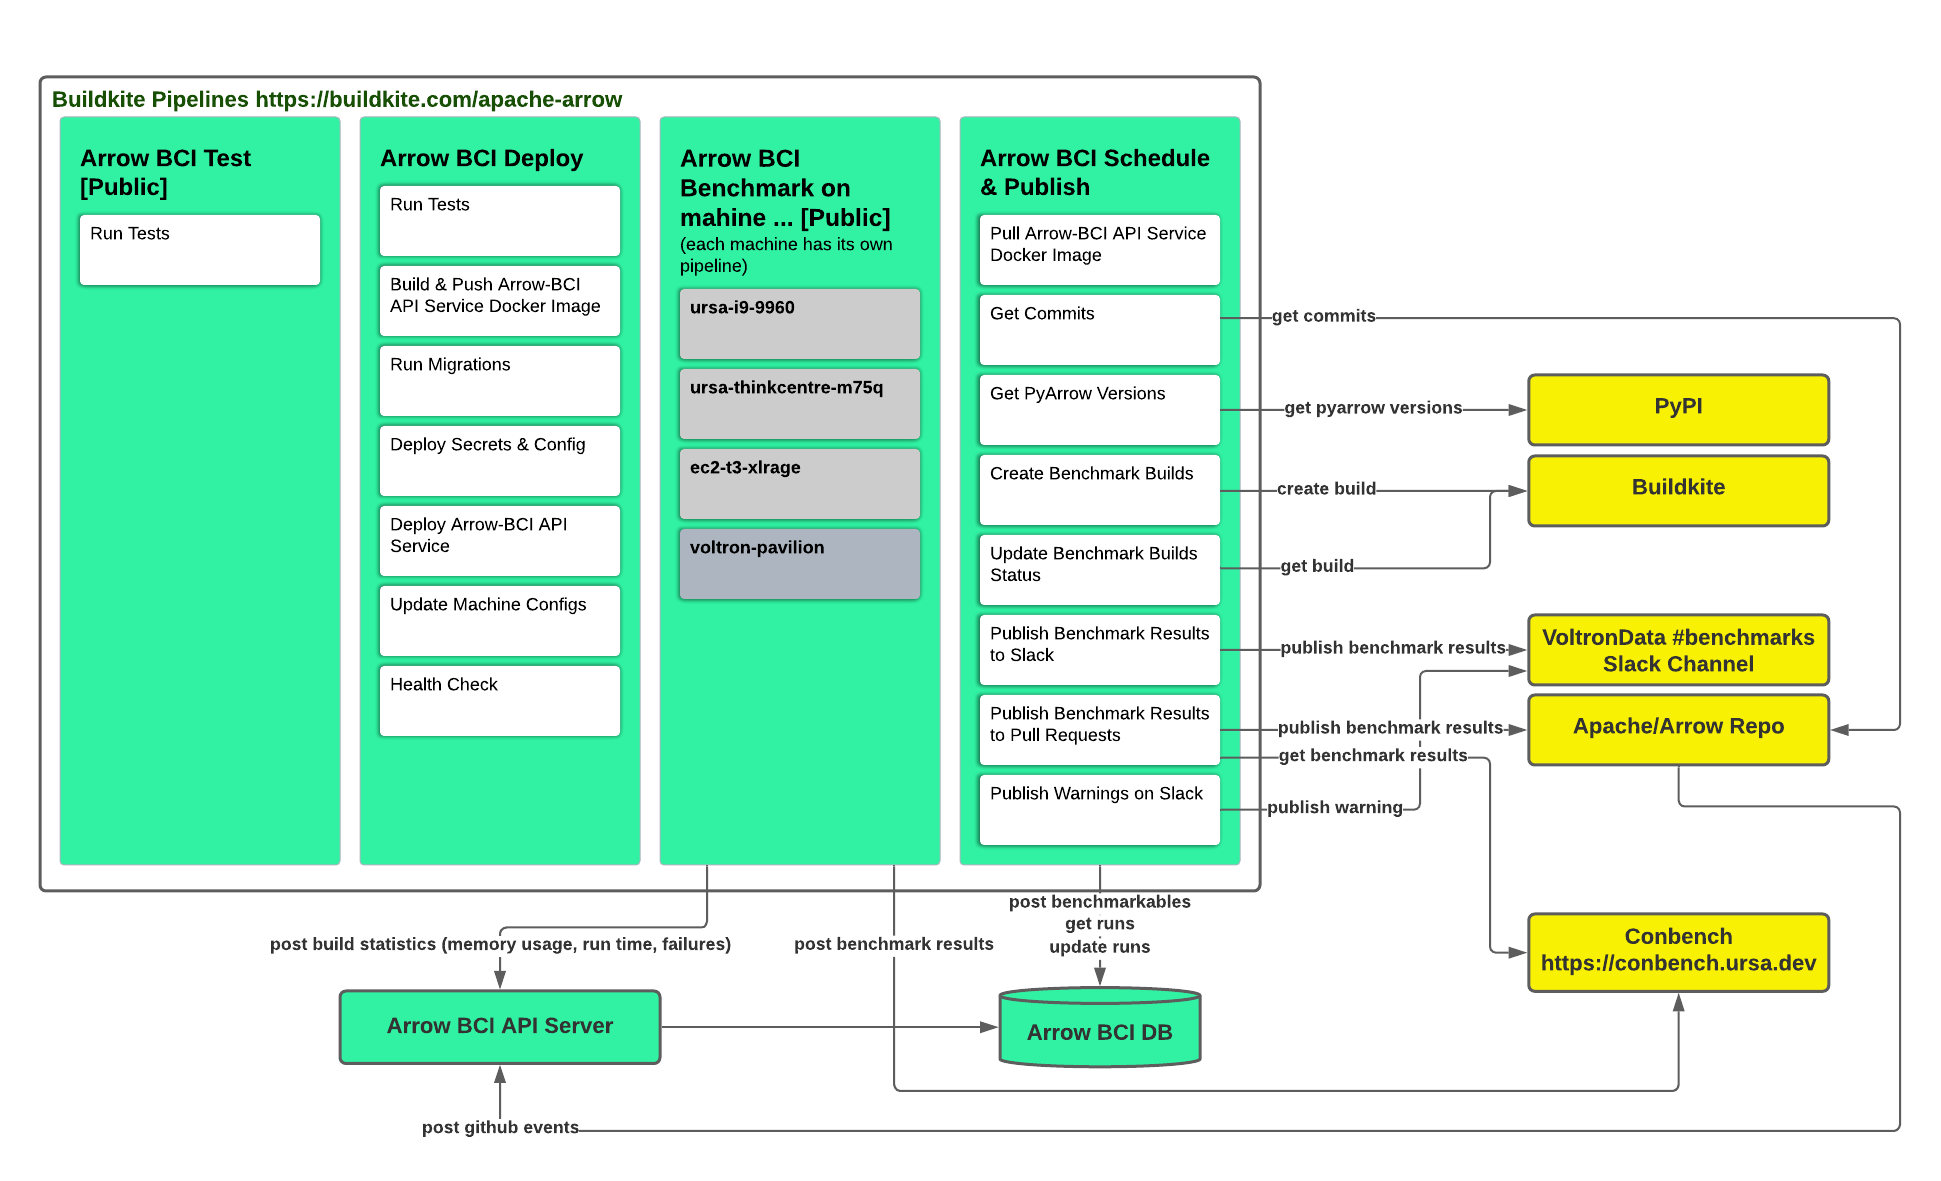 Buildkite Pipelines https://buildkite.com/apache-arrow
Arrow BCI Test
[Public]
Run Tests
Arrow BCI Deploy
Run Tests
Build & Push Arrow-BCI
API Service Docker Image
Run Migrations
Deploy Secrets & Config
Deploy Arrow-BCI API
Service
Update Machine Configs
Health Check
Arrow BCI
Benchmark on
mahine ... [Public]
(each machine has its own
pipeline)
ursa-i9-9960
ursa-thinkcentre-m75q
ec2-t3-xlrage
voltron-pavilion
Arrow BCI Schedule
& Publish
Pull Arrow-BCI API Service
Docker Image
Get Commits
Get PyArrow Versions
Create Benchmark Builds
Update Benchmark Builds
Status
Publish Benchmark Results
to Slack
Publish Benchmark Results
to Pull Requests
Publish Warnings on Slack
get commits
get pyarrow versions
create build
get build
publish benchmark results
publish benchmark results
get benchmark results
publish warning
PyPI
Buildkite
VoltronData #benchmarks
Slack Channel
Apache/Arrow Repo
Conbench
https://conbench.ursa.dev
post build statistics (memory usage, run time, failures)
post benchmark results
post benchmarkables
get runs
update runs
Arrow BCI API Server
Arrow BCI DB
post github events